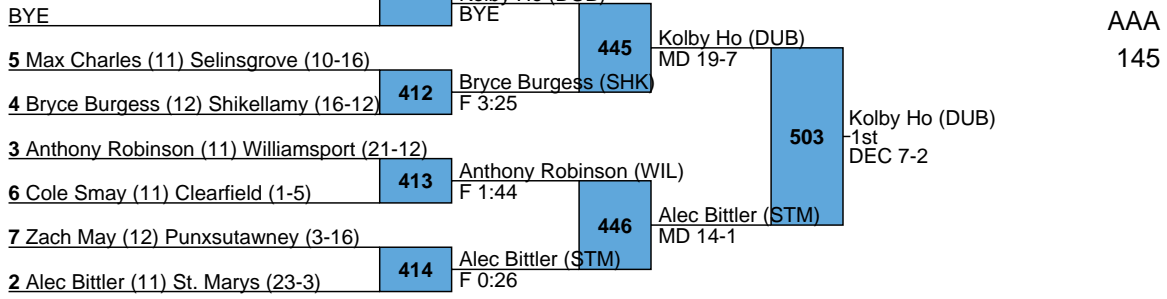 Kolby Ho (DUB)
BYE
BYE
AAA
145
445
Kolby Ho (DUB)
MD 19-7
5 Max Charles (11) Selinsgrove (10-16)
412
Bryce Burgess (SHK)
F 3:25
4 Bryce Burgess (12) Shikellamy (16-12)
503
Kolby Ho (DUB)
1st
DEC 7-2
3 Anthony Robinson (11) Williamsport (21-12)
413
Anthony Robinson (WIL)
F 1:44
6 Cole Smay (11) Clearfield (1-5)
446
Alec Bittler (STM)
MD 14-1
7 Zach May (12) Punxsutawney (3-16)
414
Alec Bittler (STM)
F 0:26
2 Alec Bittler (11) St. Marys (23-3)